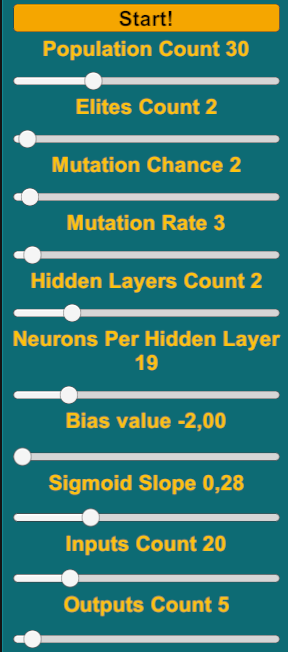 Start!
Population Count 30
Elites Count 2
Mutation Chance 2
Mutation Rate 3
Hidden Layers Count 2
Neurons Per Hidden Layer
19
Bias value -2,00
Sigmoid Slope 0,28
Inputs Count 20
Outputs Count 5